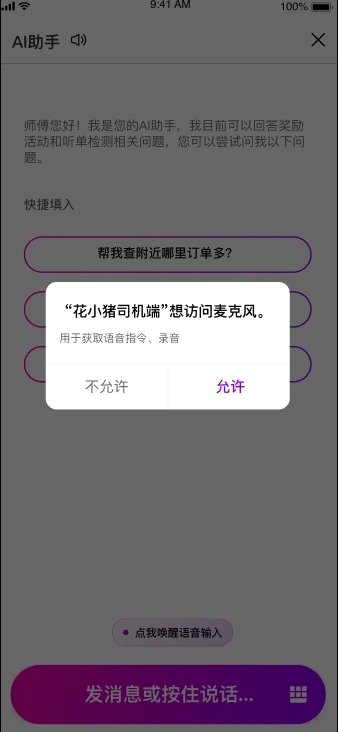 9:41 AM
100%
AI助手
师傅您好！我是您的AI助手，我目前可以回答奖励
活动和听单检测相关问题，您可以尝试问我以下问
题。
快捷填入
帮我查附近哪里订单多？
“花小猪司机端”想访问麦克风。
用于获取语音指令、录音
不允许
允许
点我唤醒语音输入
发消息或按住说话...